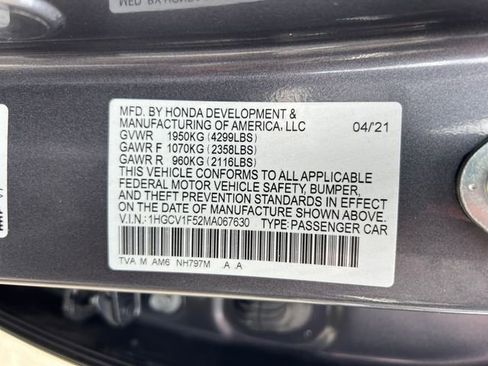 MFD. BY HONDA DEVELOPMENT &
MANUFACTURING OF AMERICA, LLC 04/21
GVWR 1950KG (4299LBS)
GAWR F 1070KG (2358LBS)
GAWR R 960KG (2116LBS)
THIS VEHICLE CONFORMS TO ALL APPLICABLE
FEDERAL MOTOR VEHICLE SAFETY, BUMPER,
AND THEFT PREVENTION STANDARDS IN EFFECT
ON THE DATE OF MANUFACTURE SHOWN ABOVE.
V.I.N.: 1HGCV1F52MA067630 TYPE: PASSENGER CAR
TVA M AM6 NH797M A A